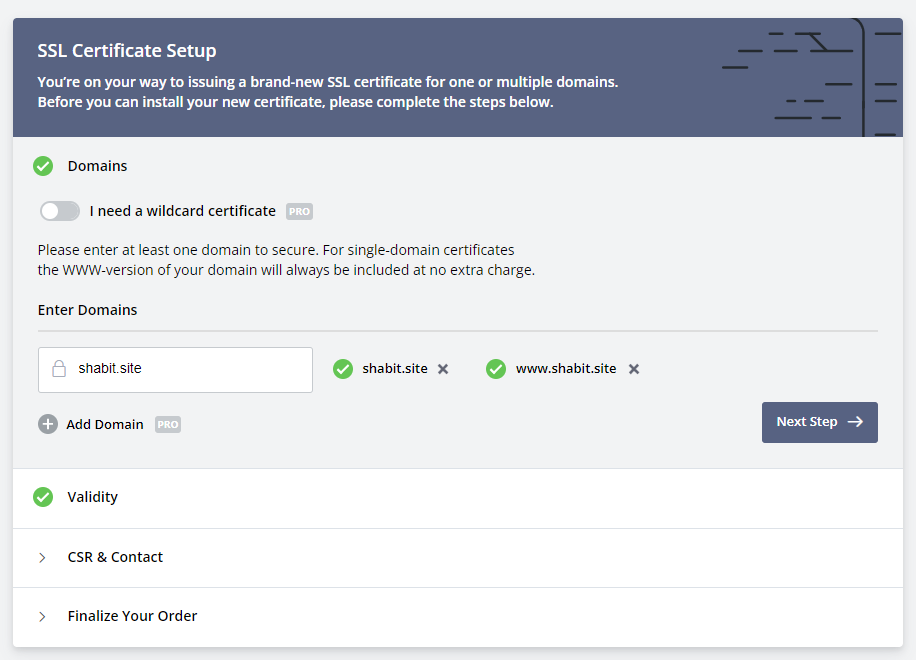 SSL Certificate Setup
You're on your way to issuing a brand-new SSL certificate for one or multiple domains.
Before you can install your new certificate, please complete the steps below.
Domains
I need a wildcard certificate PRO
Please enter at least one domain to secure. For single-domain certificates
the WWW-version of your domain will always be included at no extra charge.
Enter Domains
shabit.site shabit.site www.shabit.site
Add Domain PRO
Next Step
Validity
CSR & Contact
Finalize Your Order